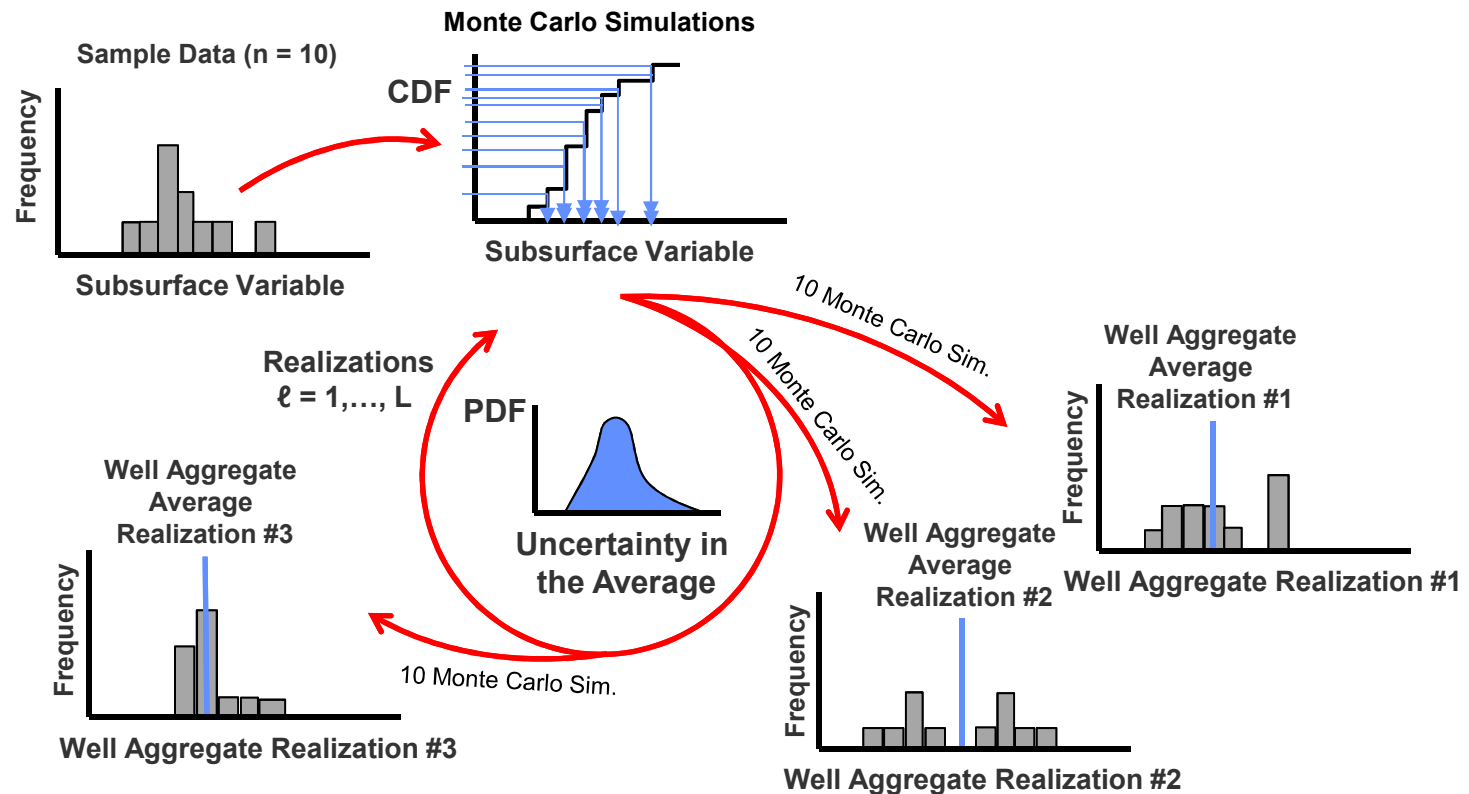 Monte Carlo Simulations
Sample Data (n = 10)
Frequency
Subsurface Variable
CDF
Subsurface Variable
10 Monte Carlo Sim.
10 Monte Carlo Sim.
Realizations
ℓ = 1,…, L
PDF
Uncertainty in
the Average
Well Aggregate
Average
Realization #1
Frequency
Well Aggregate Realization #1
Well Aggregate
Average
Realization #2
Frequency
Well Aggregate Realization #2
Well Aggregate
Average
Realization #3
Frequency
10 Monte Carlo Sim.
Well Aggregate Realization #3